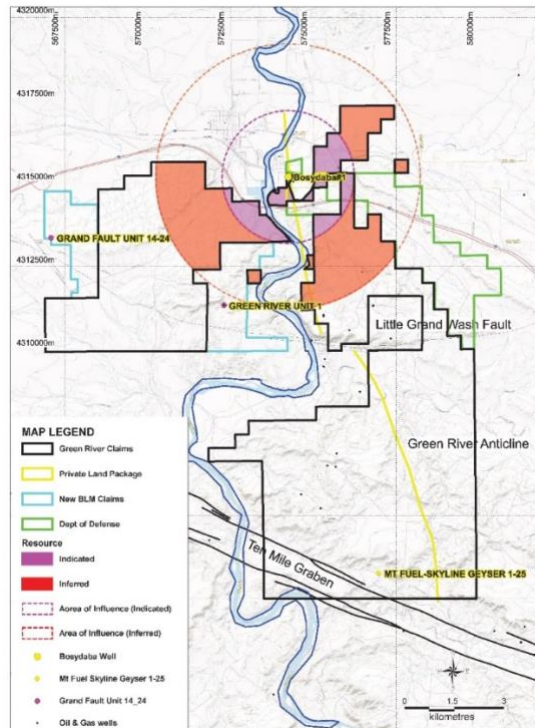 4320000m
567500m
570000m
572500m
575000m
577500m
580000m
4317500m
4315000m
Bosydaba#1
GRAND FAULT UNIT 14-24
4312500m
GREEN RIVER UNIT-1
Little Grand Wash Fault
4310000m
MAP LEGEND
Green River Claims
Private Land Package
New BLM Claims
Dept of Defense
Resource
Indicated
Inferred
Aorea of Influence (Indicated)
Area of Influence (Inferred)
Bosydaba Well
Mt Fuel Skyline Geyser 1-25
Grand Fault Unit 14_24
Oil & Gas wells
Green River Anticline
Ten Mile Graben
MT FUEL-SKYLINE GEYSER 1-25
0 1.5 3
kilometres